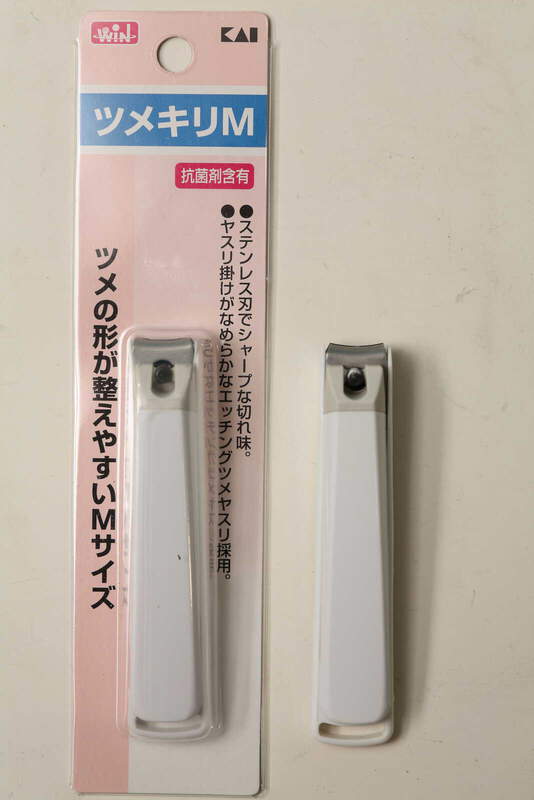 WiN
KAI
ツメキリM
抗菌剤含有
●ステンレス刃でシャープな切れ味。
●ヤスリ掛けがなめらかなエッチングツメヤスリ採用。
ツメの形が整えやすいMサイズ